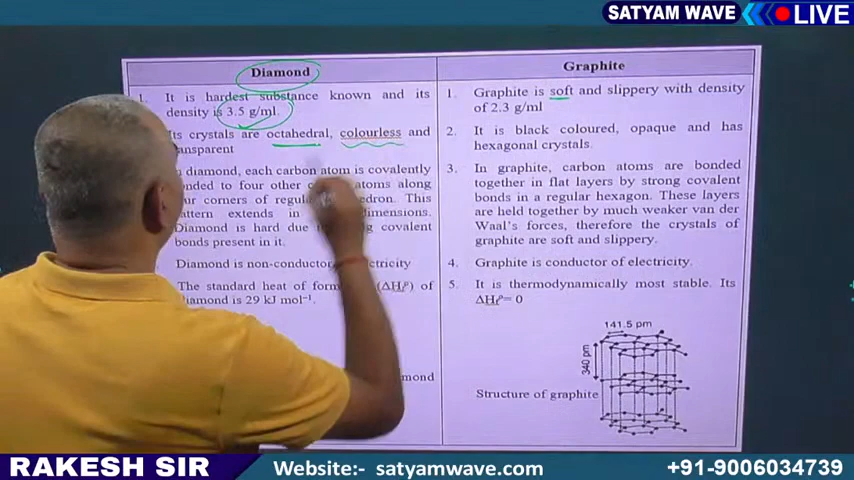 SATYAM WAVE LIVE
Diamond
1. It is hardest substance known and its
density is 3.5 g/ml.
Its crystals are octahedral, colourless and
transparent
diamond, each carbon atom is covalently
to four other atoms along
corners of
extends in dimensions.
Diamond is hard due covalent
bonds present in it.
Diamond is non-conductor
The standard heat of (ΔHf°) of
diamond is 29 kJ mol⁻¹.
Graphite
1. Graphite is soft and slippery with density
of 2.3 g/ml
2. It is black coloured, opaque and has
hexagonal crystals.
3. In graphite, carbon atoms are bonded
together in flat layers by strong covalent
bonds in a regular hexagon. These layers
are held together by much weaker van der
Waal's forces, therefore the crystals of
graphite are soft and slippery.
4. Graphite is conductor of electricity.
5. It is thermodynamically most stable. Its
ΔHf°= 0
141.5 pm
340 pm
Structure of graphite
RAKESH SIR
Website:- satyamwave.com
+91-9006034739